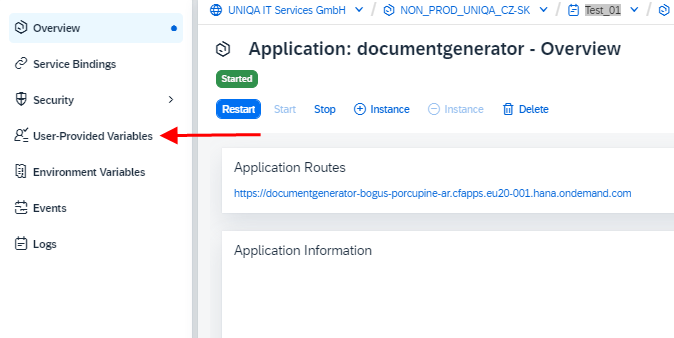 UNIQA IT Services GmbH / NON_PROD_UNIQA_CZ-SK / Test_01 /
Overview
Service Bindings
Security
User-Provided Variables
Environment Variables
Events
Logs
Application: documentgenerator - Overview
Started
Restart Start Stop Instance Instance Delete
Application Routes
https://documentgenerator-bogus-porcupine-ar.cfapps.eu20-001.hana.ondemand.com
Application Information